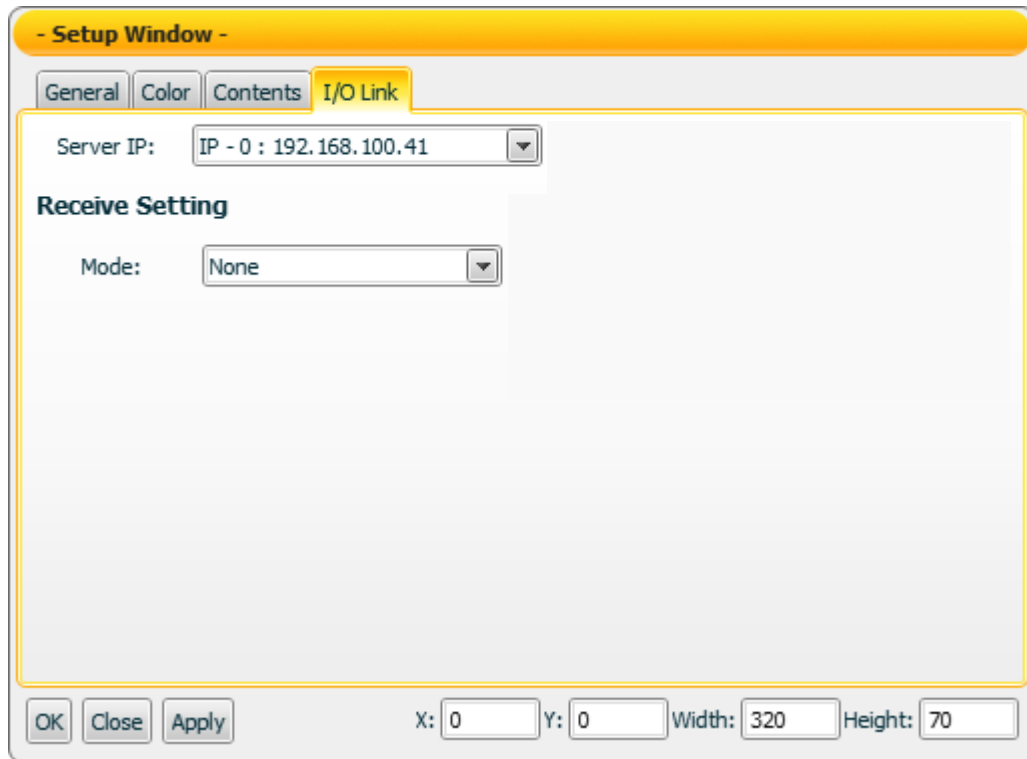 - Setup Window -
General Color Contents I/O Link
Server IP: IP - 0 : 192.168.100.41
Receive Setting
Mode: None
OK Close Apply X: 0 Y: 0 Width: 320 Height: 70